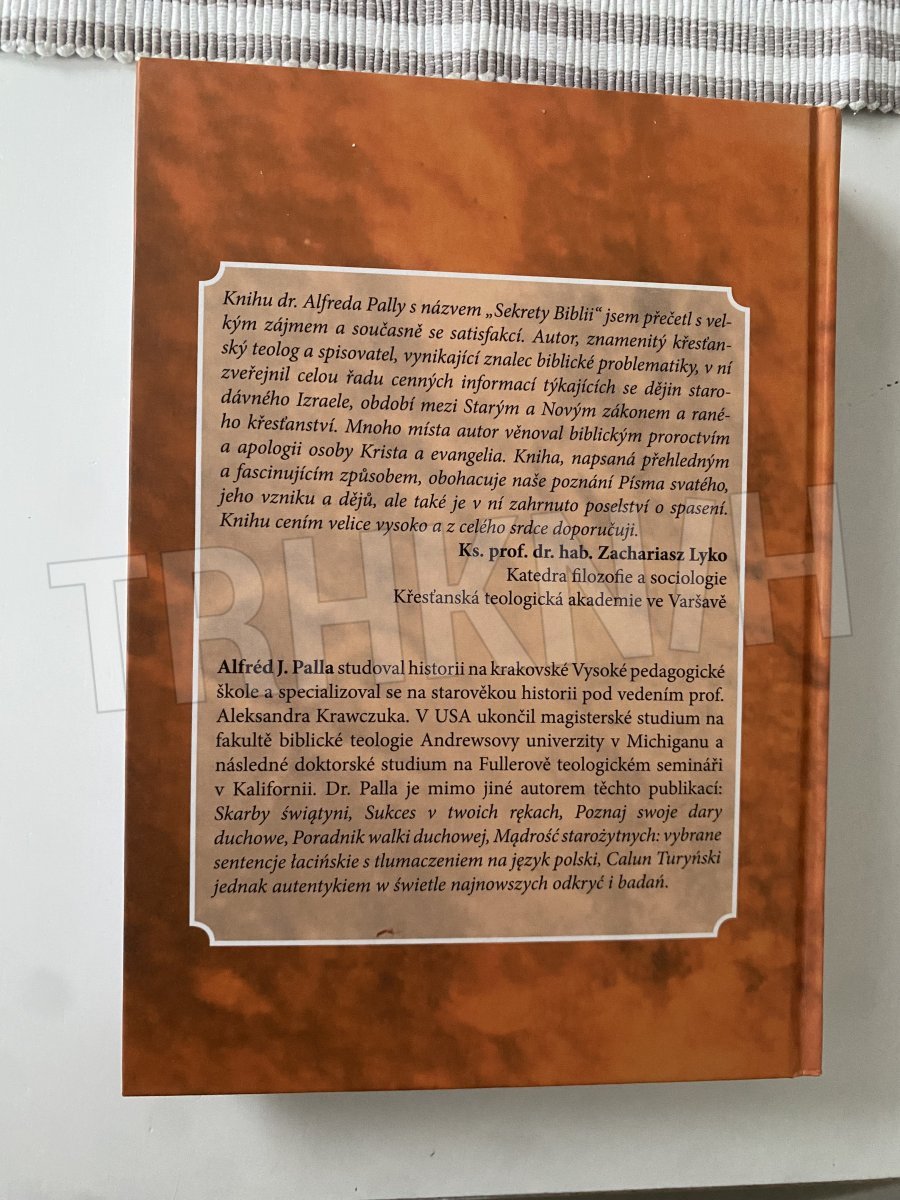 Knihu dr. Alfreda Pally s názvem „Sekrety Biblii“ jsem přečetl s vel-
kým zájmem a současně se satisfakcí. Autor, znamenitý křesťan-
ský teolog a spisovatel, vynikající znalec biblické problematiky, v ní
zveřejnil celou řadu cenných informací týkajících se dějin staro-
dávného Izraele, období mezi Starým a Novým zákonem a rané-
ho křesťanství. Mnoho místa autor věnoval biblickým proroctvím
a apologii osoby Krista a evangelia. Kniha, napsaná přehledným
a fascinujícím způsobem, obohacuje naše poznání Písma svatého,
jeho vzniku a dějů, ale také je v ní zahrnuto poselství o spasení.
Knihu cením velice vysoko a z celého srdce doporučuji.
Ks. prof. dr. hab. Zachariasz Lyko
Katedra filozofie a sociologie
Křesťanská teologická akademie ve Varšavě
TRHKNIH
Alfréd J. Palla studoval historii na krakovské Vysoké pedagogické
škole a specializoval se na starověkou historii pod vedením prof.
Aleksandra Krawczuka. V USA ukončil magisterské studium na
fakultě biblické teologie Andrewsovy univerzity v Michiganu a
následné doktorské studium na Fullerově teologickém semináři
v Kalifornii. Dr. Palla je mimo jiné autorem těchto publikací:
Skarby świątyni, Sukces v twoich rękach, Poznaj swoje dary
duchowe, Poradnik walki duchowej, Mądrość starożytnych: vybrane
sentencje łacińskie s tlumaczeniem na język polski, Calun Turyński
jednak autentykiem w świetle najnowszych odkryć i badań.